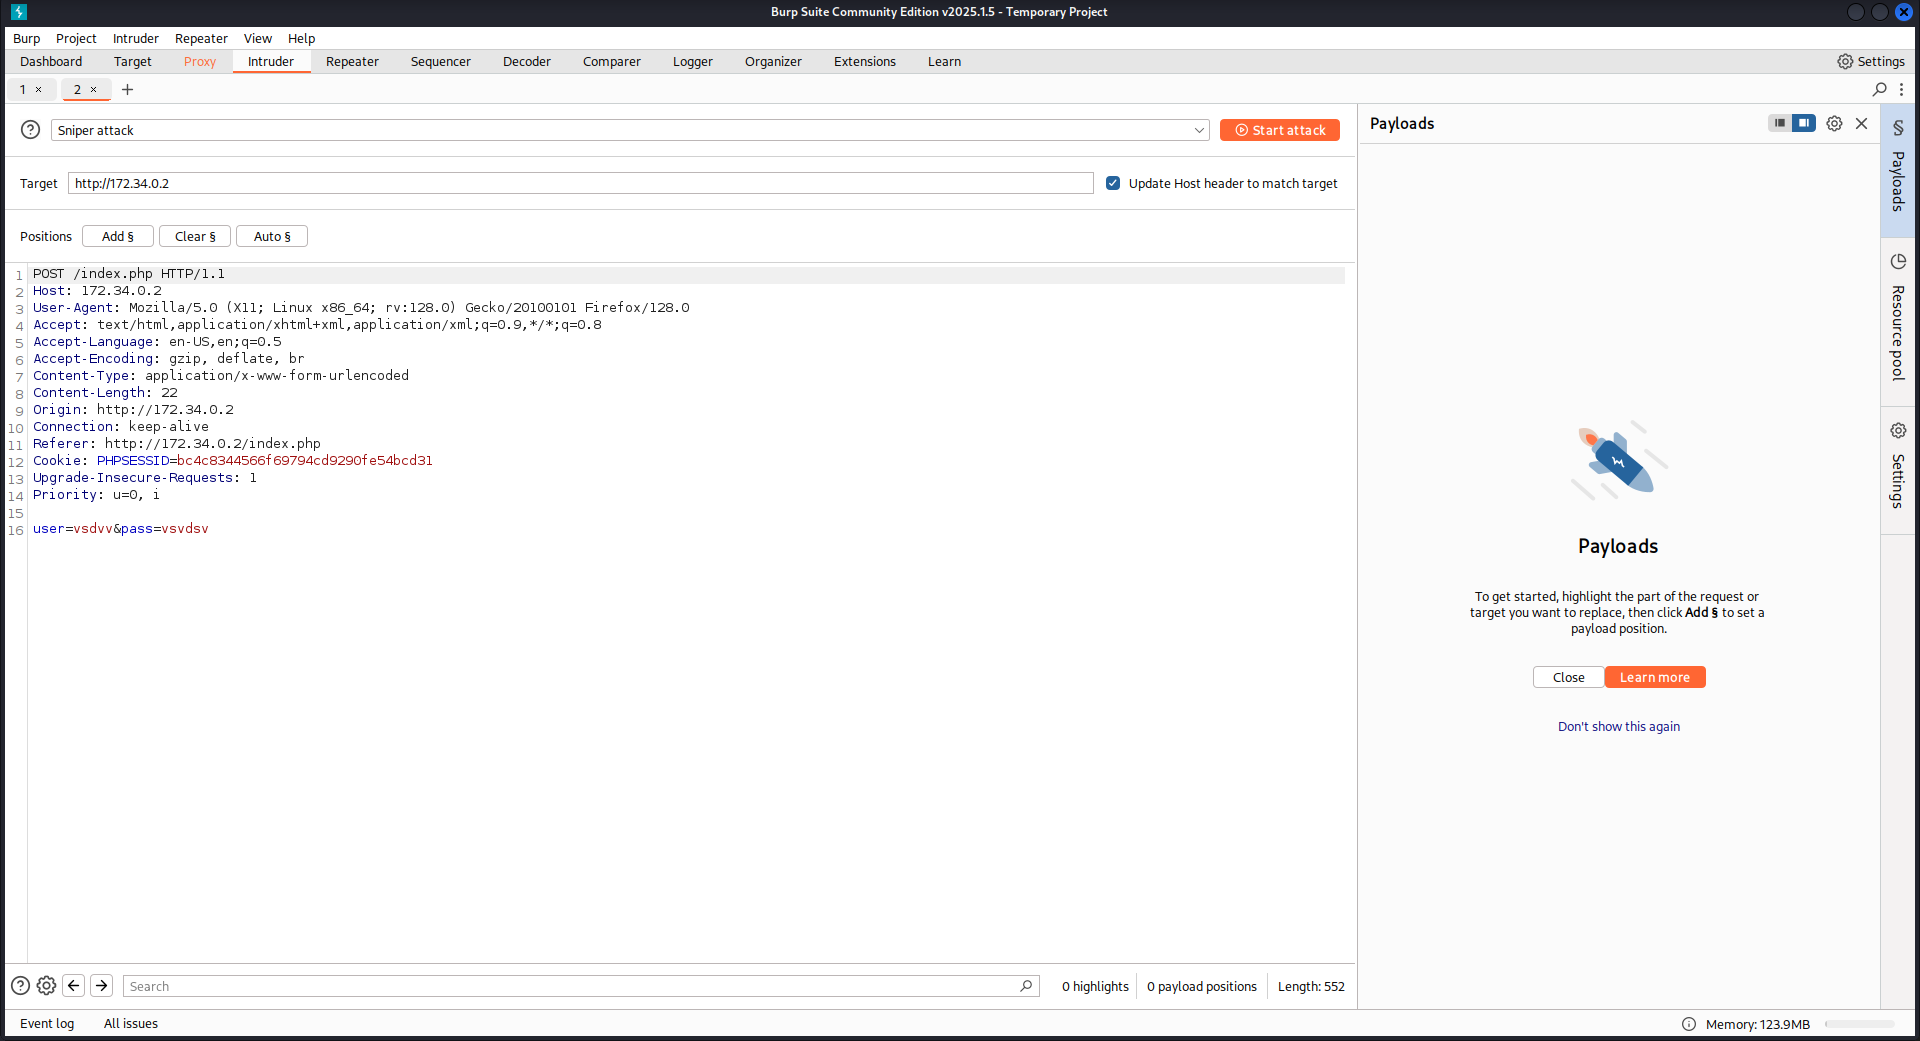 Burp Suite Community Edition v2025.1.5 - Temporary Project
Burp Project Intruder Repeater View Help
Dashboard Target Proxy Intruder Repeater Sequencer Decoder Comparer Logger Organizer Extensions Learn Settings
1 × 2 × +
Sniper attack Start attack
Target http://172.34.0.2 Update Host header to match target
Positions Add § Clear § Auto §
1 POST /index.php HTTP/1.1
2 Host: 172.34.0.2
3 User-Agent: Mozilla/5.0 (X11; Linux x86_64; rv:128.0) Gecko/20100101 Firefox/128.0
4 Accept: text/html,application/xhtml+xml,application/xml;q=0.9,*/*;q=0.8
5 Accept-Language: en-US,en;q=0.5
6 Accept-Encoding: gzip, deflate, br
7 Content-Type: application/x-www-form-urlencoded
8 Content-Length: 22
9 Origin: http://172.34.0.2
10 Connection: keep-alive
11 Referer: http://172.34.0.2/index.php
12 Cookie: PHPSESSID=bc4c8344566f69794cd9290fe54bcd31
13 Upgrade-Insecure-Requests: 1
14 Priority: u=0, i
15
16 user=vsdvv&pass=vsvdsv
Search 0 highlights 0 payload positions Length: 552
Payloads
Payloads
To get started, highlight the part of the request or
target you want to replace, then click Add § to set a
payload position.
Close Learn more
Don't show this again
§ Payloads
Resource pool
Settings
Event log All issues Memory: 123.9MB